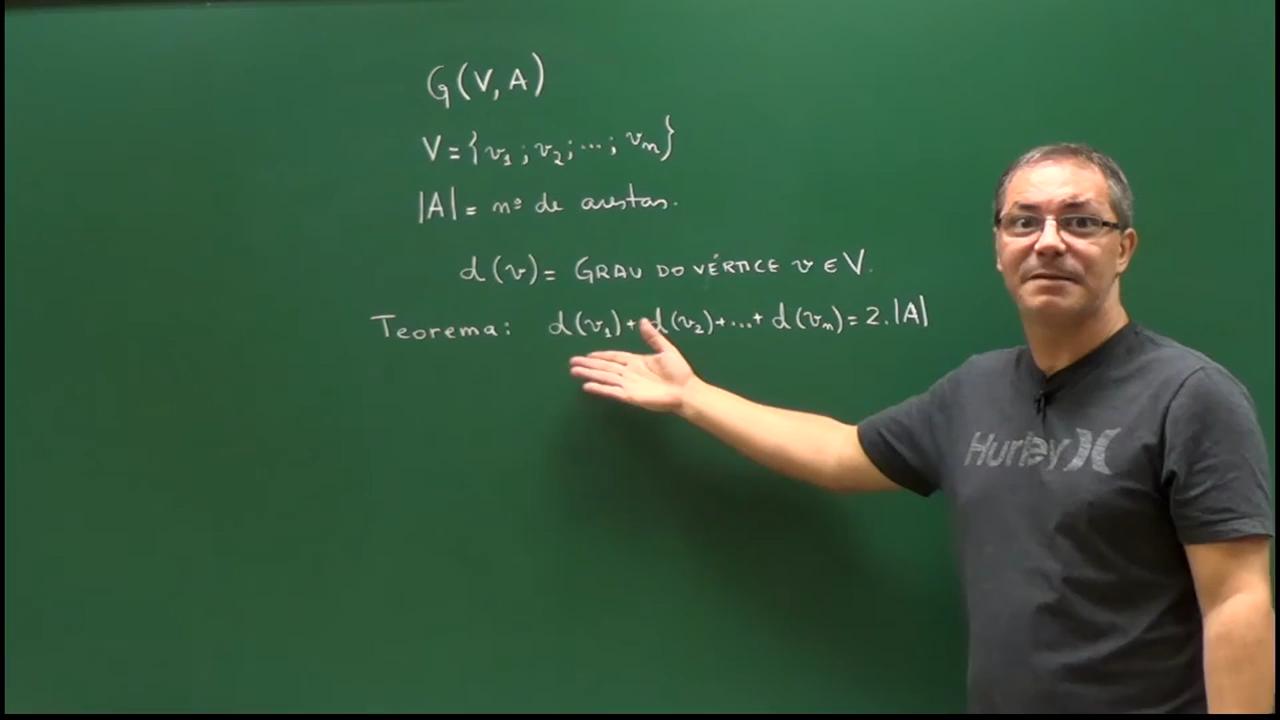 G(V, A)
V = {v₁; v₂; ...; vₙ}
|A| = nº de arestas.
d(v) = GRAU DO VÉRTICE v ∈ V.
Teorema: d(v₁) + d(v₂) + ... + d(vₙ) = 2.|A|
Hurley